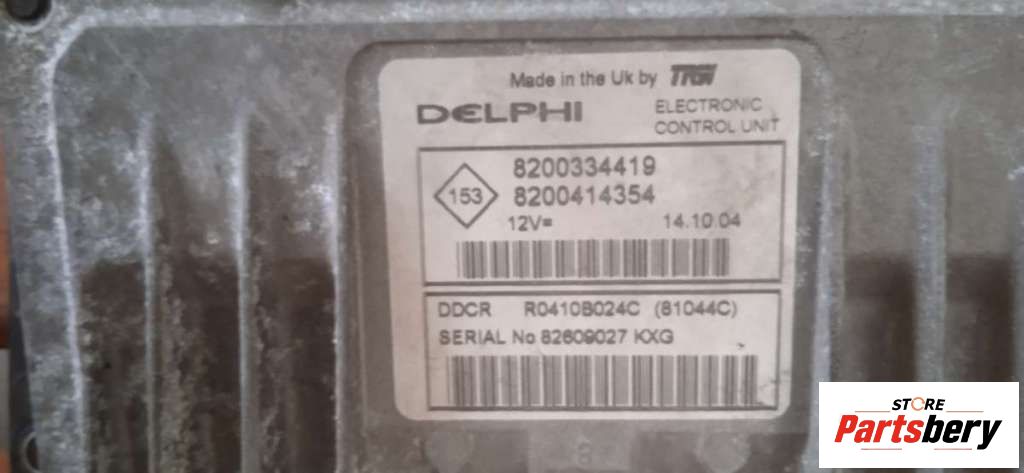 Made in the Uk by TRW
DELPHI
ELECTRONIC
CONTROL UNIT
153
8200334419
8200414354
12V=
14.10.04
DDCR R0410B024C (81044C)
SERIAL No 82609027 KXG
STORE
Partsbery